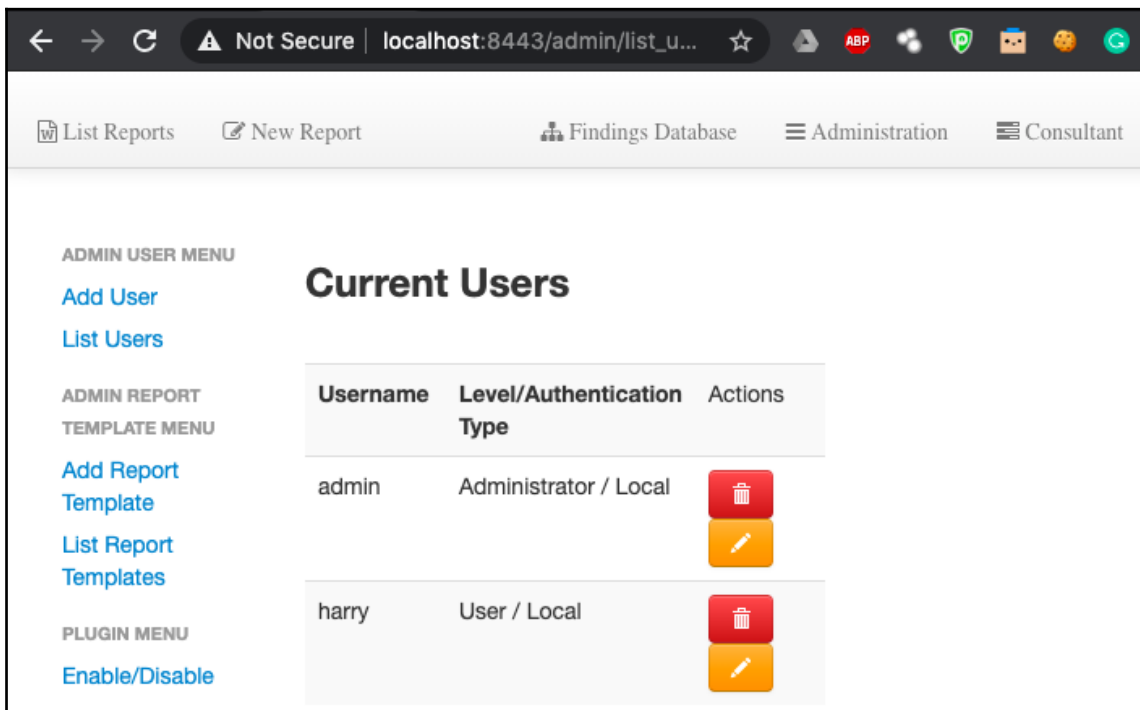 Not Secure | localhost:8443/admin/list_u...
ABP
List Reports New Report Findings Database Administration Consultant
ADMIN USER MENU
Add User
List Users
ADMIN REPORT
TEMPLATE MENU
Add Report
Template
List Report
Templates
PLUGIN MENU
Enable/Disable
Current Users
Username Level/Authentication Type Actions
admin Administrator / Local
harry User / Local